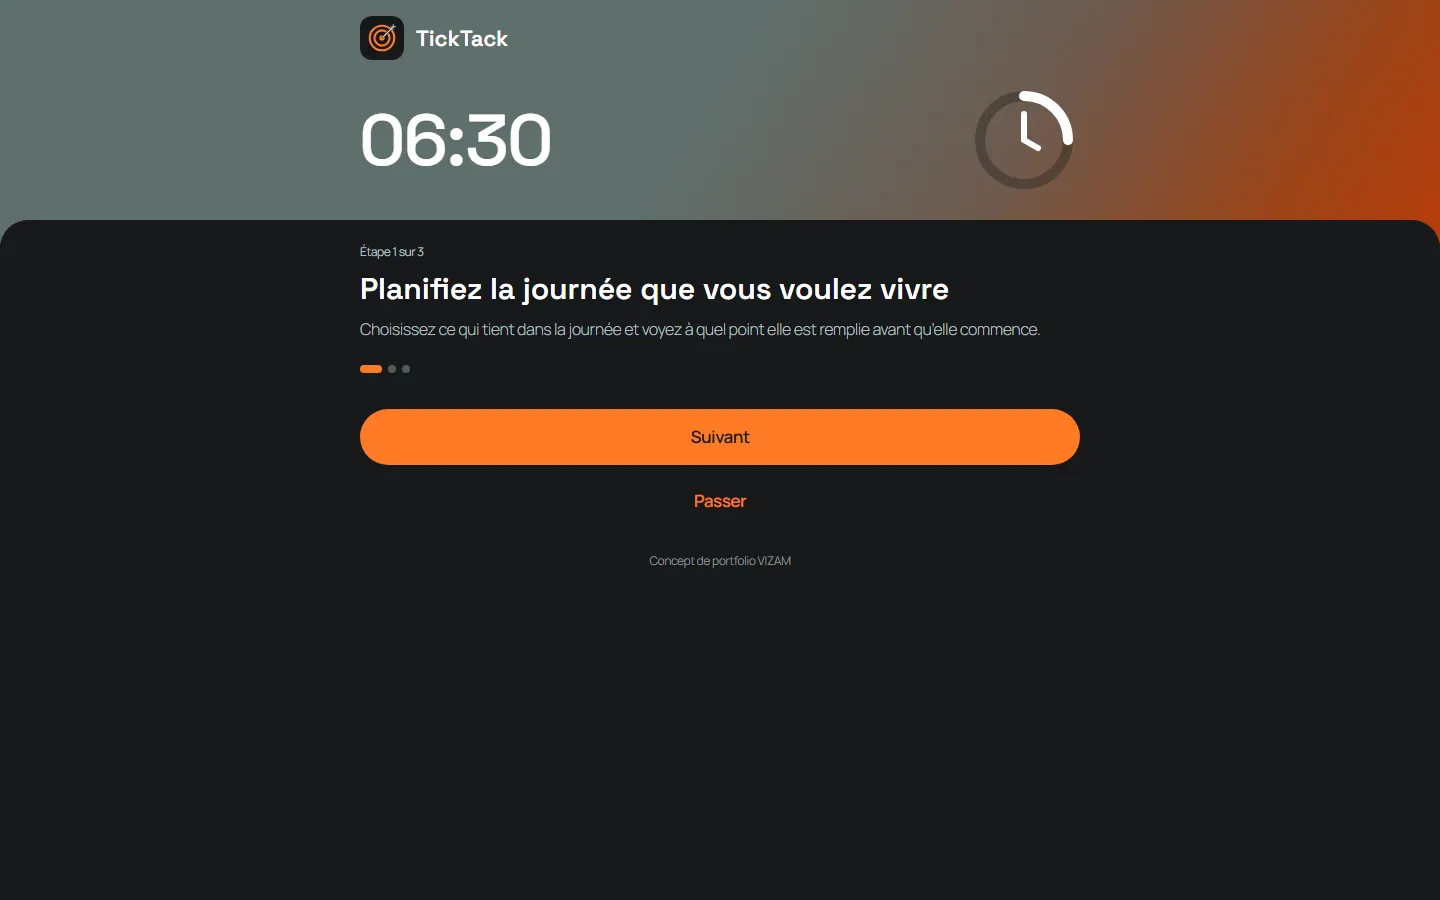 TickTack
06:30
Étape 1 sur 3
Planifiez la journée que vous voulez vivre
Choisissez ce qui tient dans la journée et voyez à quel point elle est remplie avant qu'elle commence.
Suivant
Passer
Concept de portfolio VIZAM